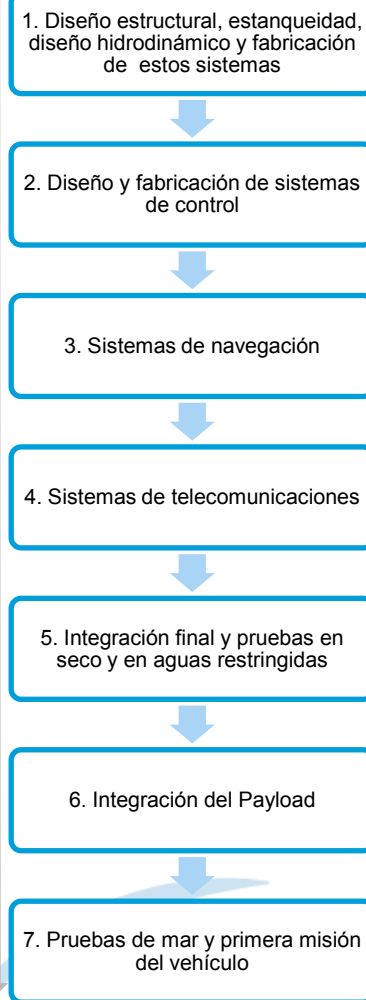 1. Diseño estructural, estanqueidad,
diseño hidrodinámico y fabricación
de estos sistemas
2. Diseño y fabricación de sistemas
de control
3. Sistemas de navegación
4. Sistemas de telecomunicaciones
5. Integración final y pruebas en
seco y en aguas restringidas
6. Integración del Payload
7. Pruebas de mar y primera misión
del vehículo